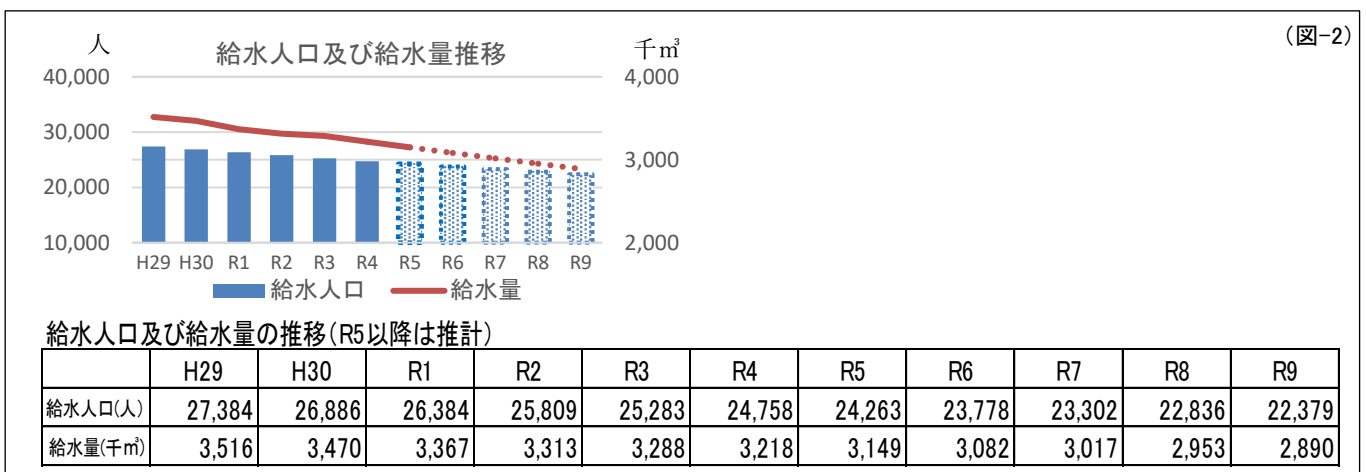 (図-2)
人 給水人口及び給水量推移 千㎥
40,000 4,000
30,000 3,000
20,000
10,000 2,000
H29 H30 R1 R2 R3 R4 R5 R6 R7 R8 R9
給水人口 給水量
給水人口及び給水量の推移(R5以降は推計)
H29 H30 R1 R2 R3 R4 R5 R6 R7 R8 R9
給水人口(人) 27,384 26,886 26,384 25,809 25,283 24,758 24,263 23,778 23,302 22,836 22,379
給水量(千㎥) 3,516 3,470 3,367 3,313 3,288 3,218 3,149 3,082 3,017 2,953 2,890